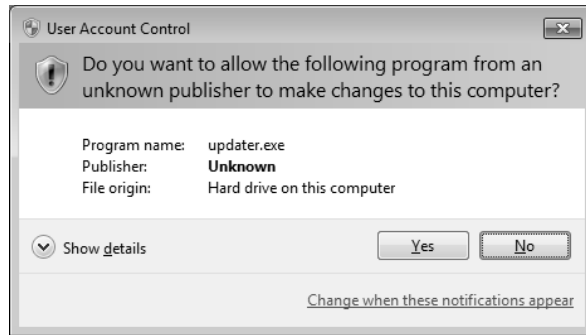 User Account Control
Do you want to allow the following program from an
unknown publisher to make changes to this computer?
Program name: updater.exe
Publisher: Unknown
File origin: Hard drive on this computer
Show details Yes No
Change when these notifications appear